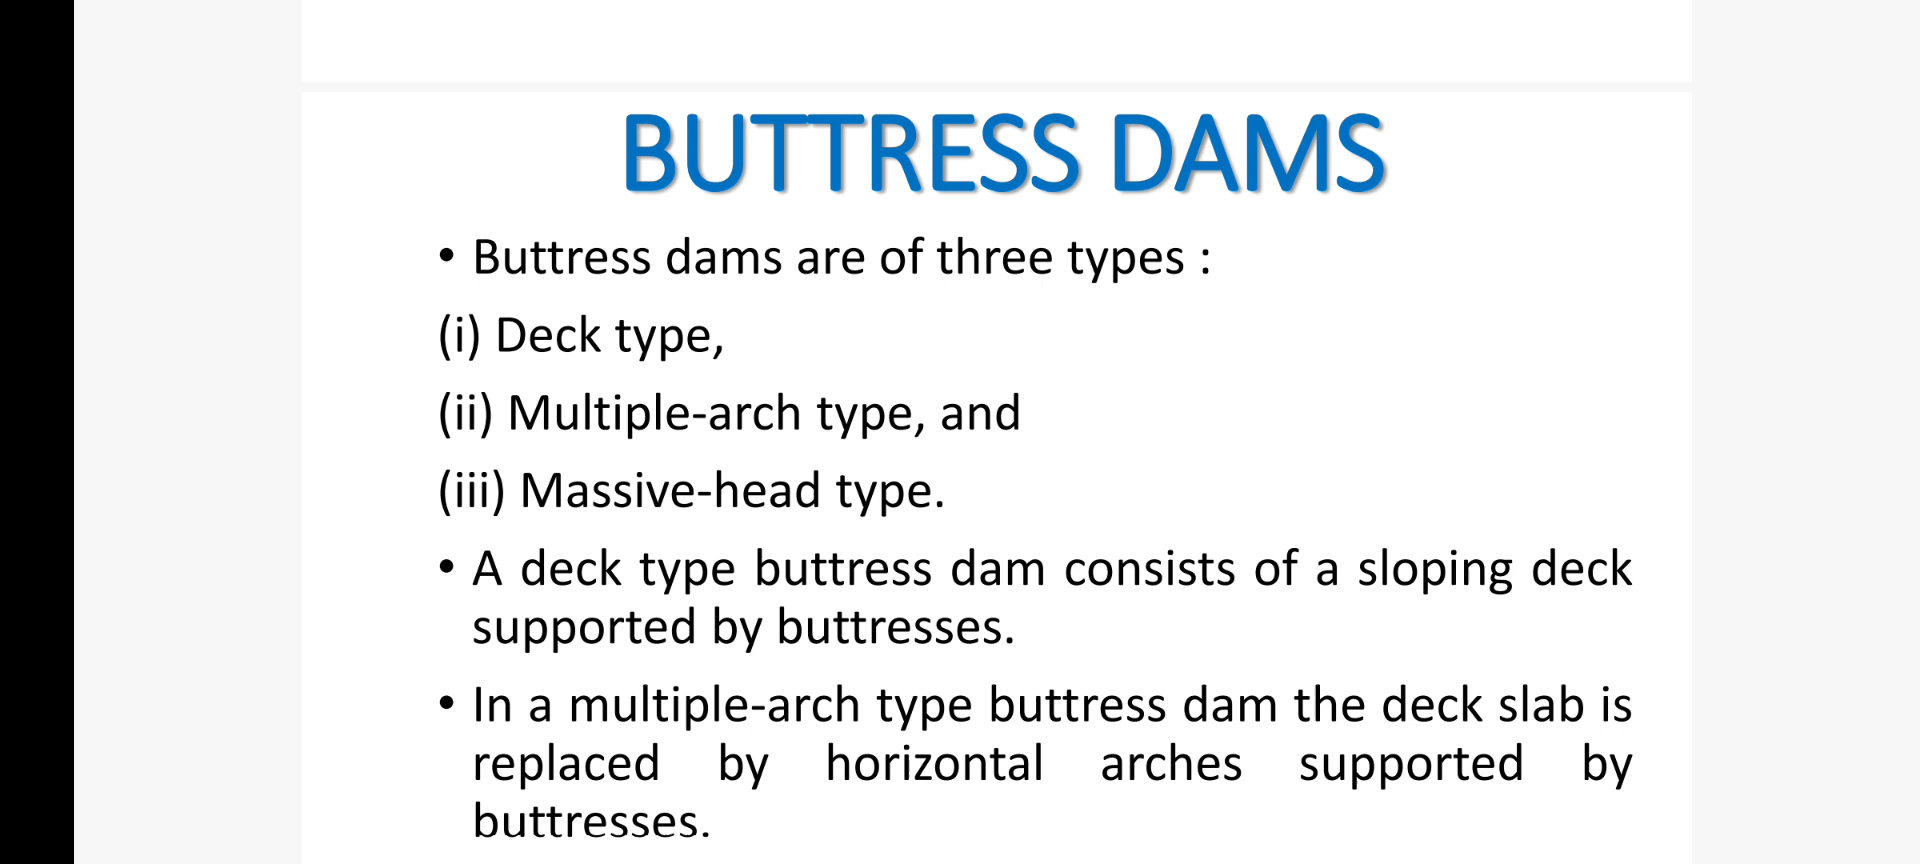 BUTTRESS DAMS
• Buttress dams are of three types :
(i) Deck type,
(ii) Multiple-arch type, and
(iii) Massive-head type.
• A deck type buttress dam consists of a sloping deck
supported by buttresses.
• In a multiple-arch type buttress dam the deck slab is
replaced by horizontal arches supported by
buttresses.